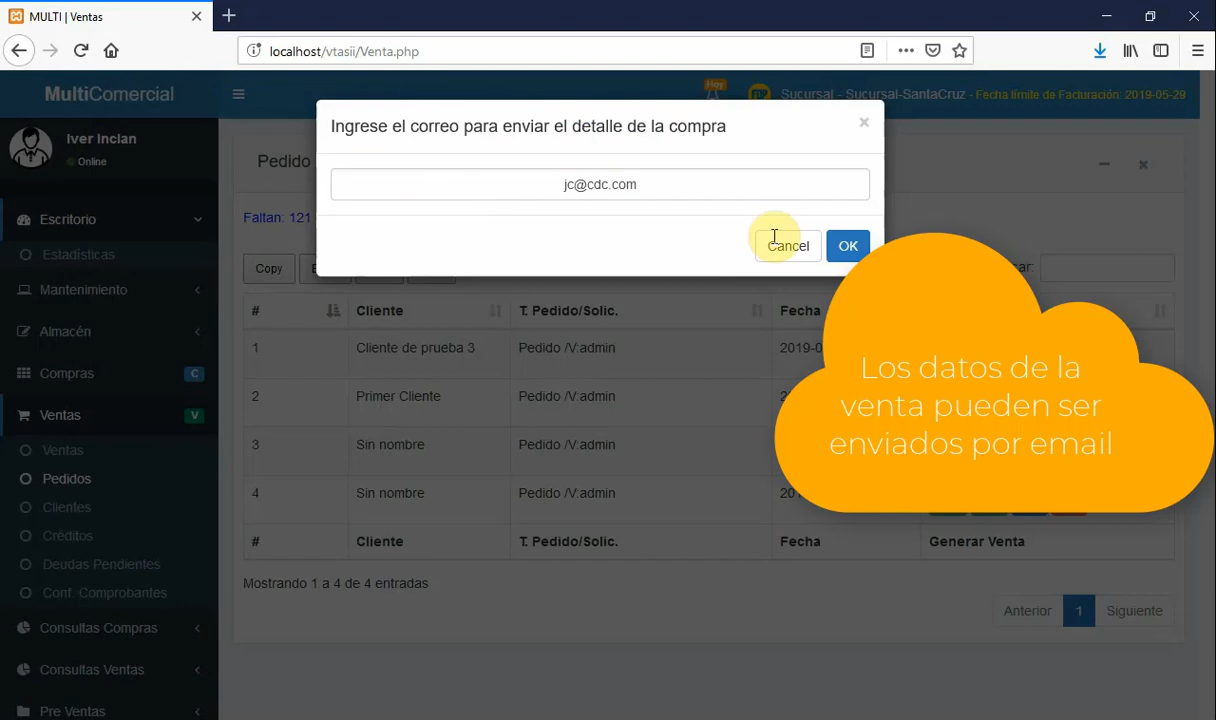 MULTI | Ventas
localhost/vtasii/Venta.php
MultiComercial
Hoy
Sucursal - Sucursal-SantaCruz - Fecha límite de Facturación: 2019-05-29
Iver Inclan
Online
Escritorio
Estadísticas
Mantenimiento
Almacén
Compras
C
Ventas
V
Ventas
Pedidos
Clientes
Créditos
Deudas Pendientes
Conf. Comprobantes
Consultas Compras
Consultas Ventas
Pre Ventas
Ingrese el correo para enviar el detalle de la compra
×
jc@cdc.com
Cancel
OK
Pedido
Faltan: 121
Copy
# Cliente T. Pedido/Solic. Fecha
1 Cliente de prueba 3 Pedido /V:admin 2019-0
2 Primer Cliente Pedido /V:admin
3 Sin nombre Pedido /V:admin
4 Sin nombre Pedido /V:admin
# Cliente T. Pedido/Solic. Fecha Generar Venta
Mostrando 1 a 4 de 4 entradas
Anterior 1 Siguiente
Los datos de la
venta pueden ser
enviados por email